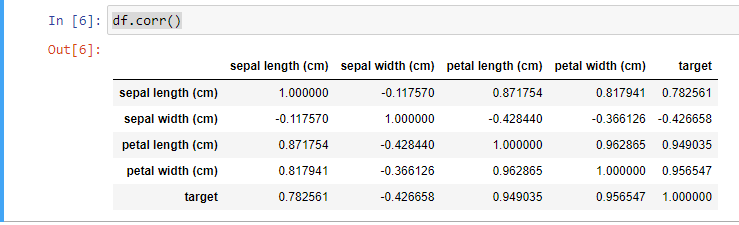 In [6]: df.corr()
Out[6]:
sepal length (cm) sepal width (cm) petal length (cm) petal width (cm) target
sepal length (cm) 1.000000 -0.117570 0.871754 0.817941 0.782561
sepal width (cm) -0.117570 1.000000 -0.428440 -0.366126 -0.426658
petal length (cm) 0.871754 -0.428440 1.000000 0.962865 0.949035
petal width (cm) 0.817941 -0.366126 0.962865 1.000000 0.956547
target 0.782561 -0.426658 0.949035 0.956547 1.000000